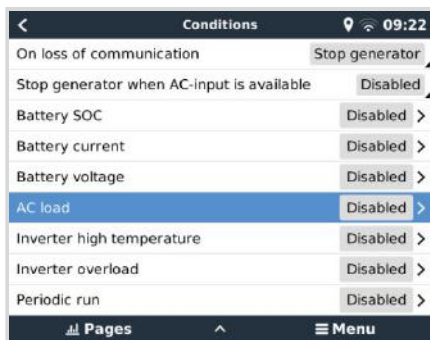 Conditions 09:22
On loss of communication Stop generator
Stop generator when AC-input is available Disabled
Battery SOC Disabled
Battery current Disabled
Battery voltage Disabled
AC load Disabled
Inverter high temperature Disabled
Inverter overload Disabled
Periodic run Disabled
Pages Menu